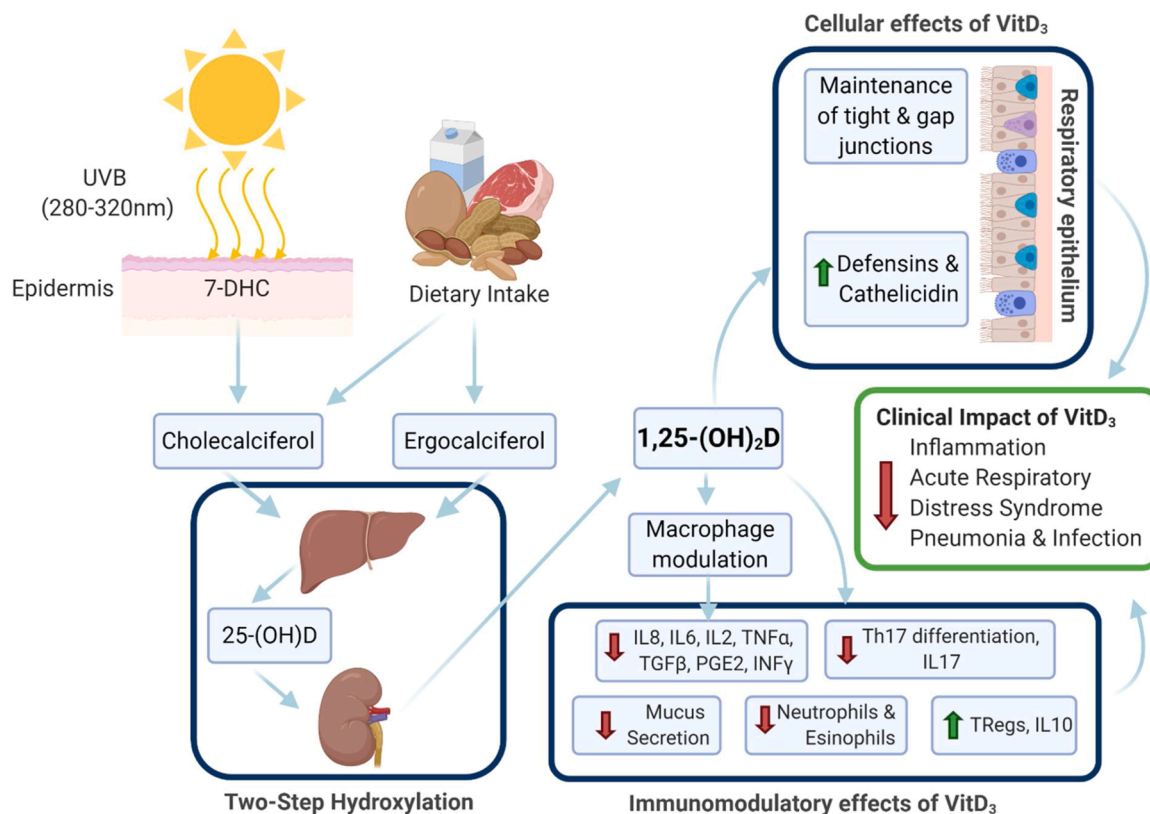 Cellular effects of VitD₃
Maintenance
of tight & gap
junctions
Defensins &
Cathelicidin
Respiratory epithelium
UVB
(280-320nm)
Epidermis
7-DHC
Dietary Intake
Cholecalciferol
Ergocalciferol
1,25-(OH)₂D
Clinical Impact of VitD₃
Inflammation
Acute Respiratory
Distress Syndrome
Pneumonia & Infection
25-(OH)D
Two-Step Hydroxylation
Macrophage
modulation
IL8, IL6, IL2, TNFα,
TGFβ, PGE2, INFγ
Th17 differentiation,
IL17
Mucus
Secretion
Neutrophils &
Esinophils
TRegs, IL10
Immunomodulatory effects of VitD₃